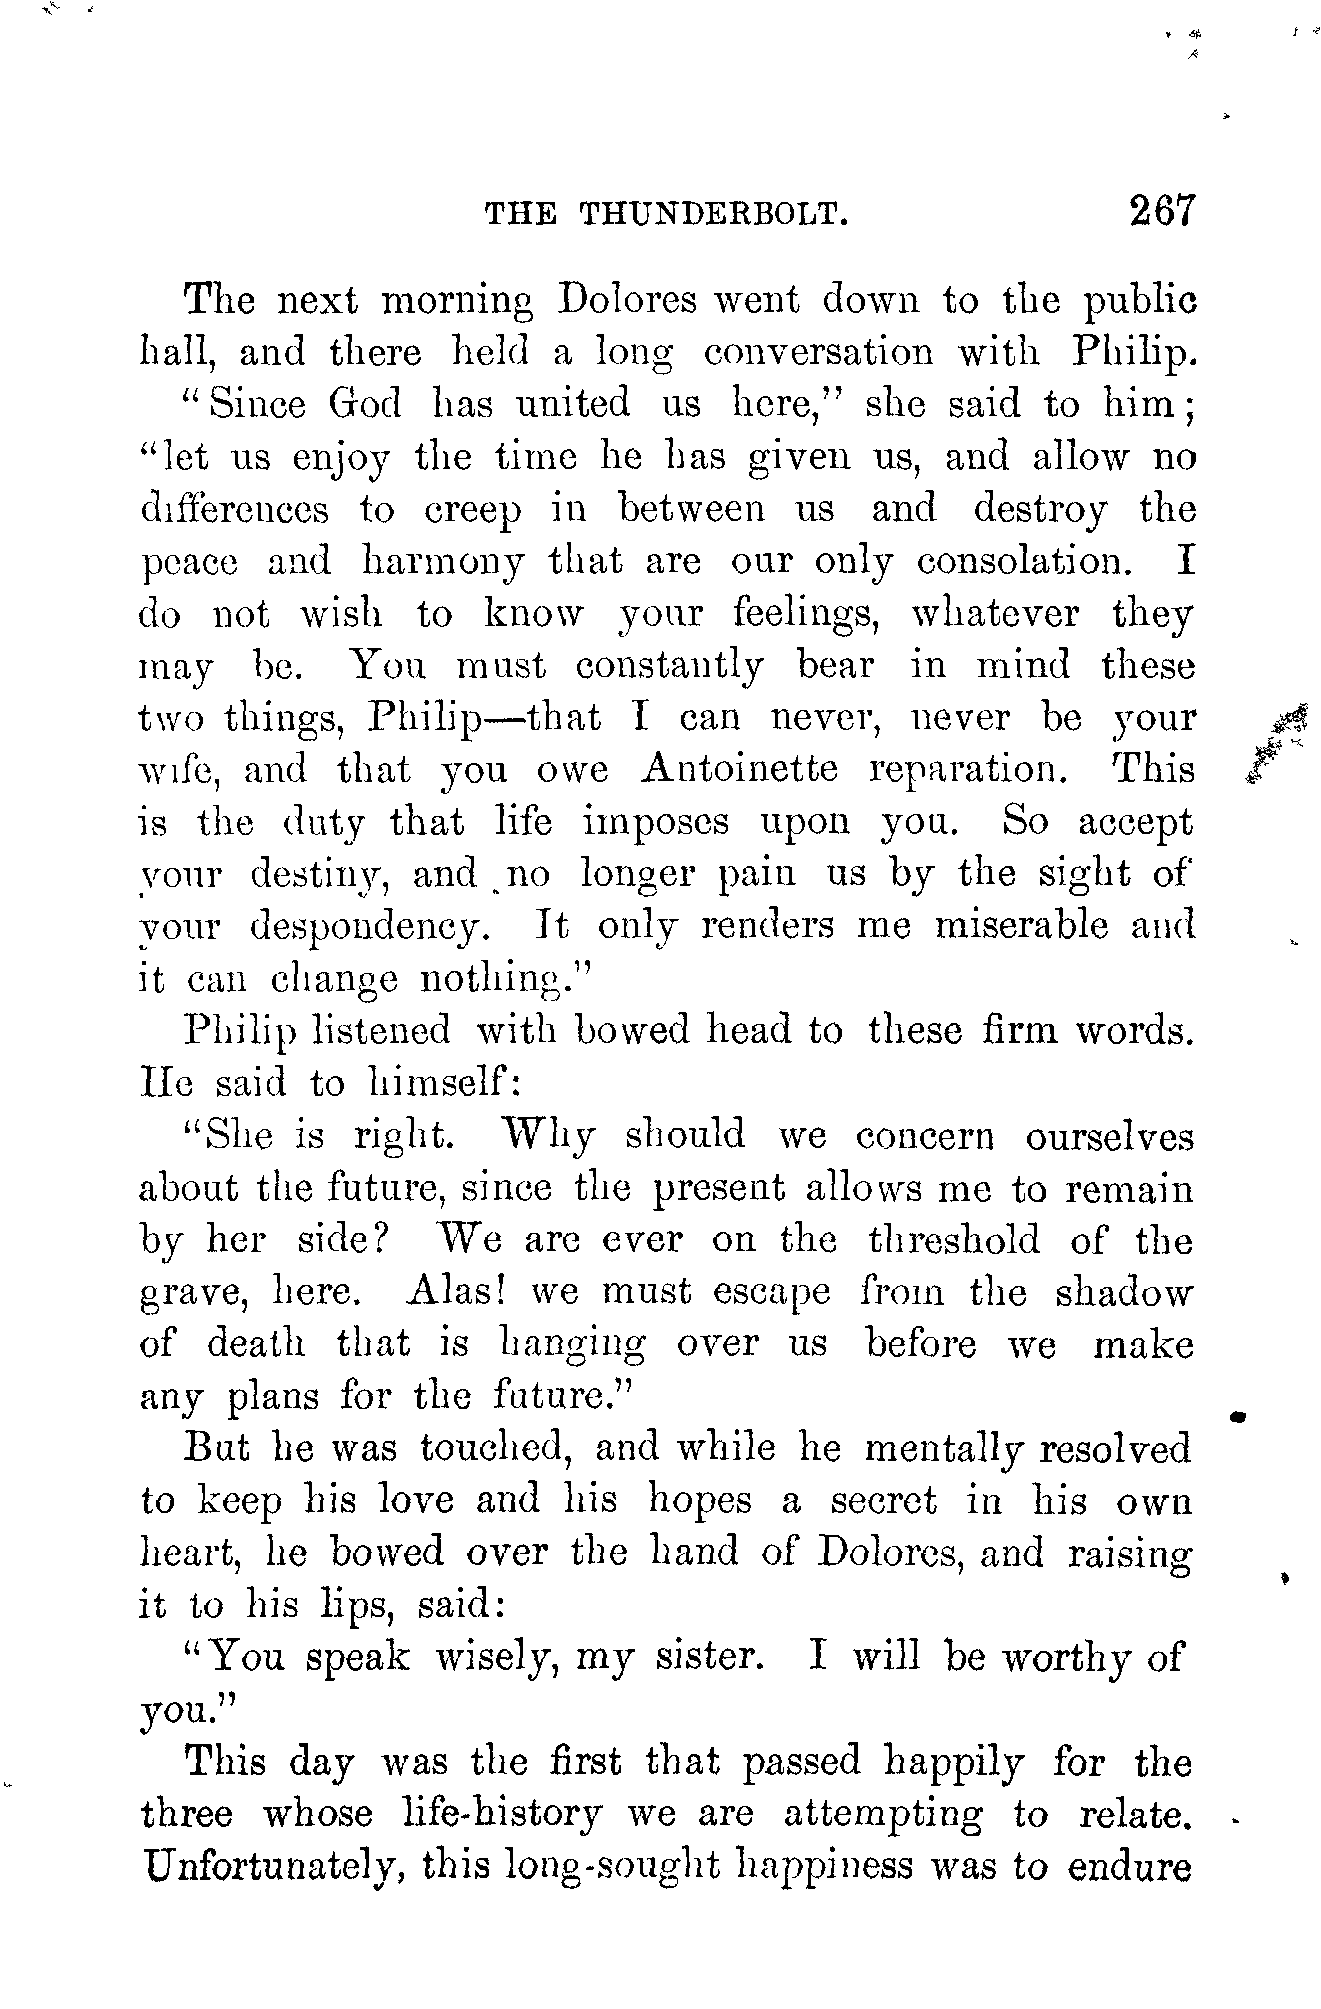 THE THUNDERBOLT. 267
The next morning Dolores went down to the public
hall, and there held a long conversation with Philip.
"Since God has united us here," she said to him;
"let us enjoy the time he has given us, and allow no
differences to creep in between us and destroy the
peace and harmony that are our only consolation. I
do not wish to know your feelings, whatever they
may be. You must constantly bear in mind these
two things, Philip—that I can never, never be your
wife, and that you owe Antoinette reparation. This
is the duty that life imposes upon you. So accept
your destiny, and no longer pain us by the sight of
your despondency. It only renders me miserable and
it can change nothing."
Philip listened with bowed head to these firm words.
He said to himself:
"She is right. Why should we concern ourselves
about the future, since the present allows me to remain
by her side? We are ever on the threshold of the
grave, here. Alas! we must escape from the shadow
of death that is hanging over us before we make
any plans for the future."
But he was touched, and while he mentally resolved
to keep his love and his hopes a secret in his own
heart, he bowed over the hand of Dolores, and raising
it to his lips, said:
"You speak wisely, my sister. I will be worthy of
you."
This day was the first that passed happily for the
three whose life-history we are attempting to relate.
Unfortunately, this long-sought happiness was to endure